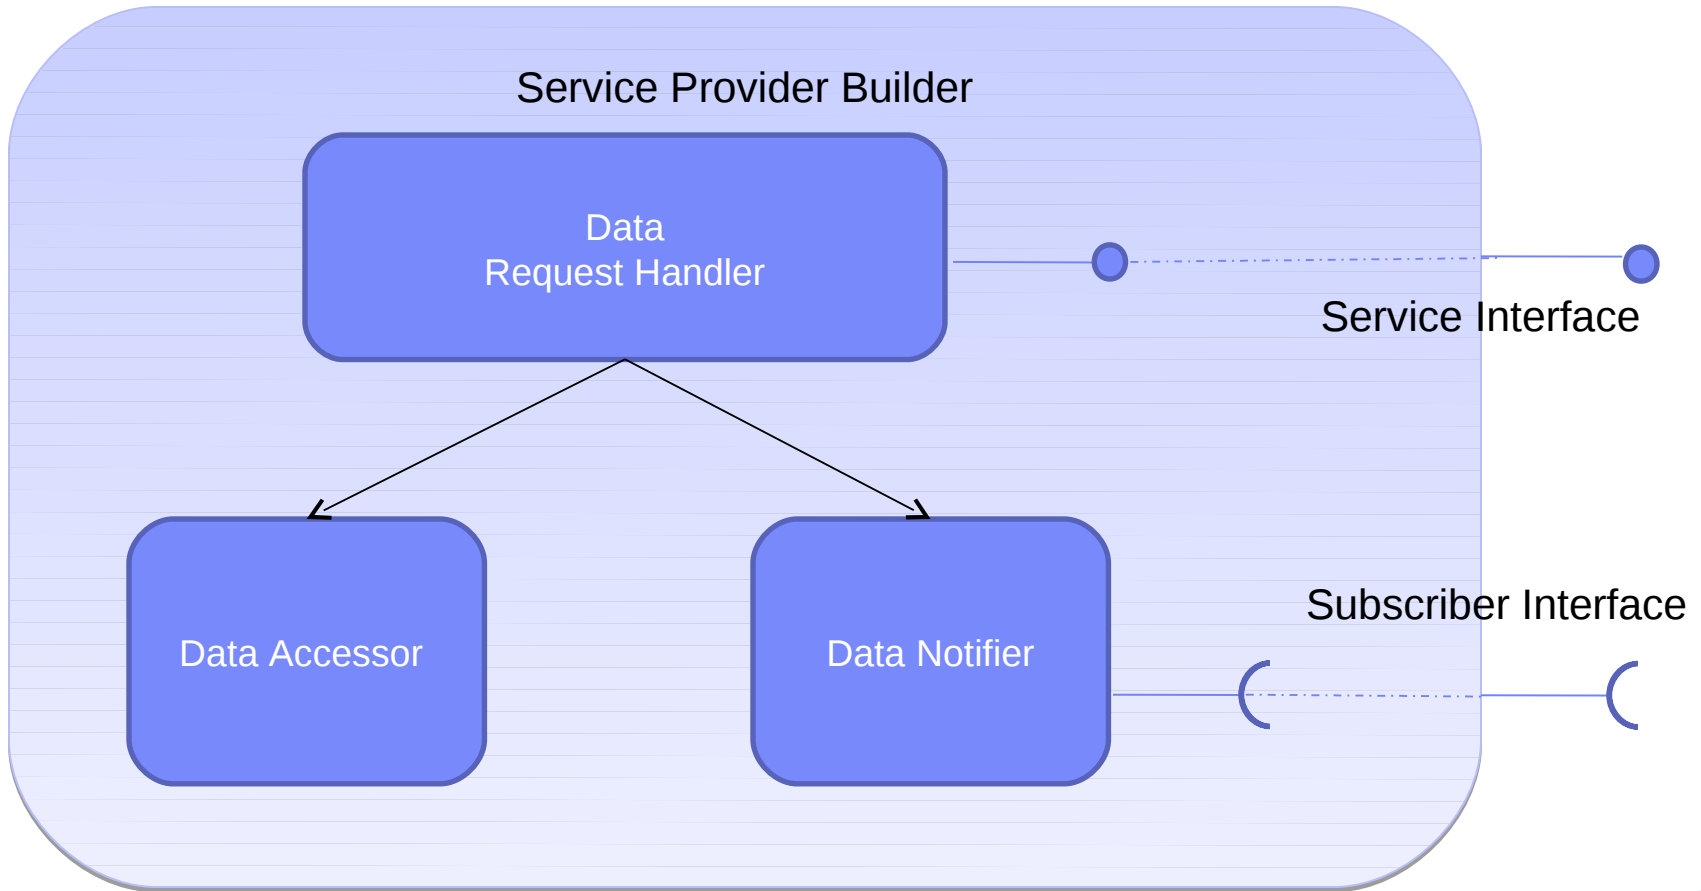 Service Provider Builder
Data
Request Handler
Service Interface
Subscriber Interface
Data Accessor
Data Notifier